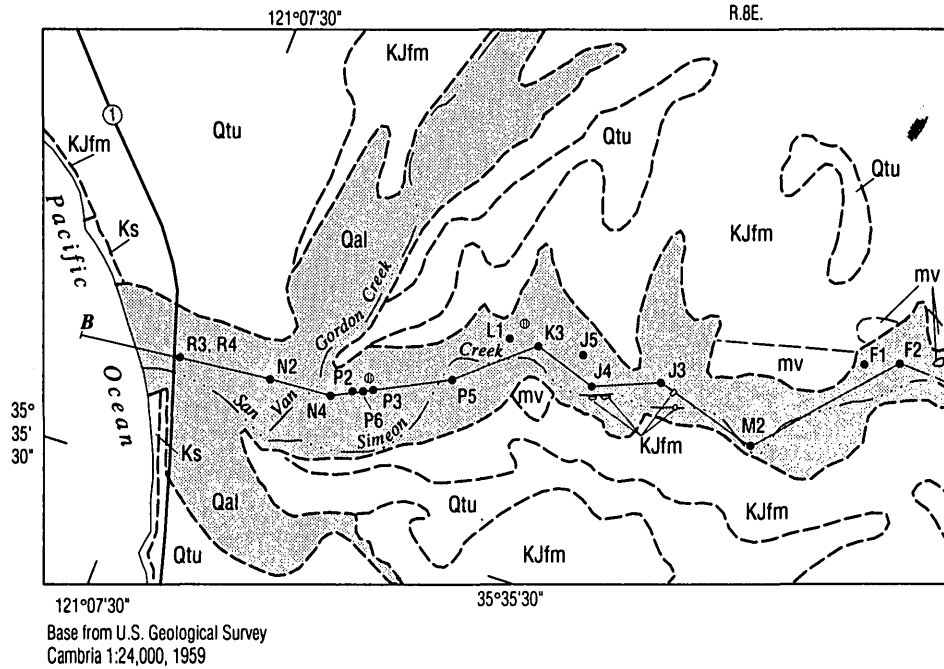 121°07'30"
R.8E.
KJfm
1
Qtu
Qtu
Qtu
KJfm
KJfm
Ks
Qal
Pacific
Ocean
Gordon Creek
mv
B
R3, R4
N2
L1
K3
J5
Creek
P2
N4
P6
P3
P5
J4
J3
mv
F1
F2
San
Van
Simeon
mv
M2
KJfm
35°
35'
30"
Ks
Qal
Qtu
Qtu
KJfm
KJfm
121°07'30"
35°35'30"
Base from U.S. Geological Survey
Cambria 1:24,000, 1959